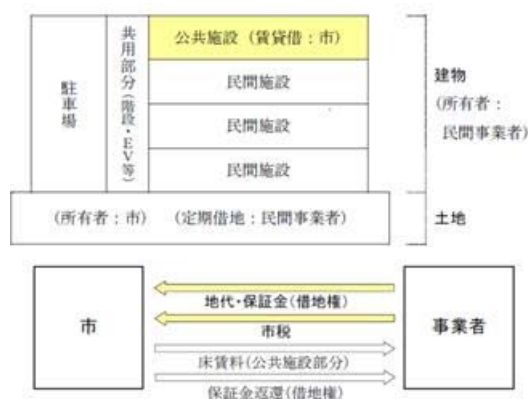 駐車場
共用部分(階段・EV等)
公共施設(賃貸借:市)
民間施設
民間施設
民間施設
建物
(所有者:
民間事業者)
(所有者:市) (定期借地:民間事業者)
土地
市
地代・保証金(借地権)
市税
床賃料(公共施設部分)
保証金返還(借地権)
事業者